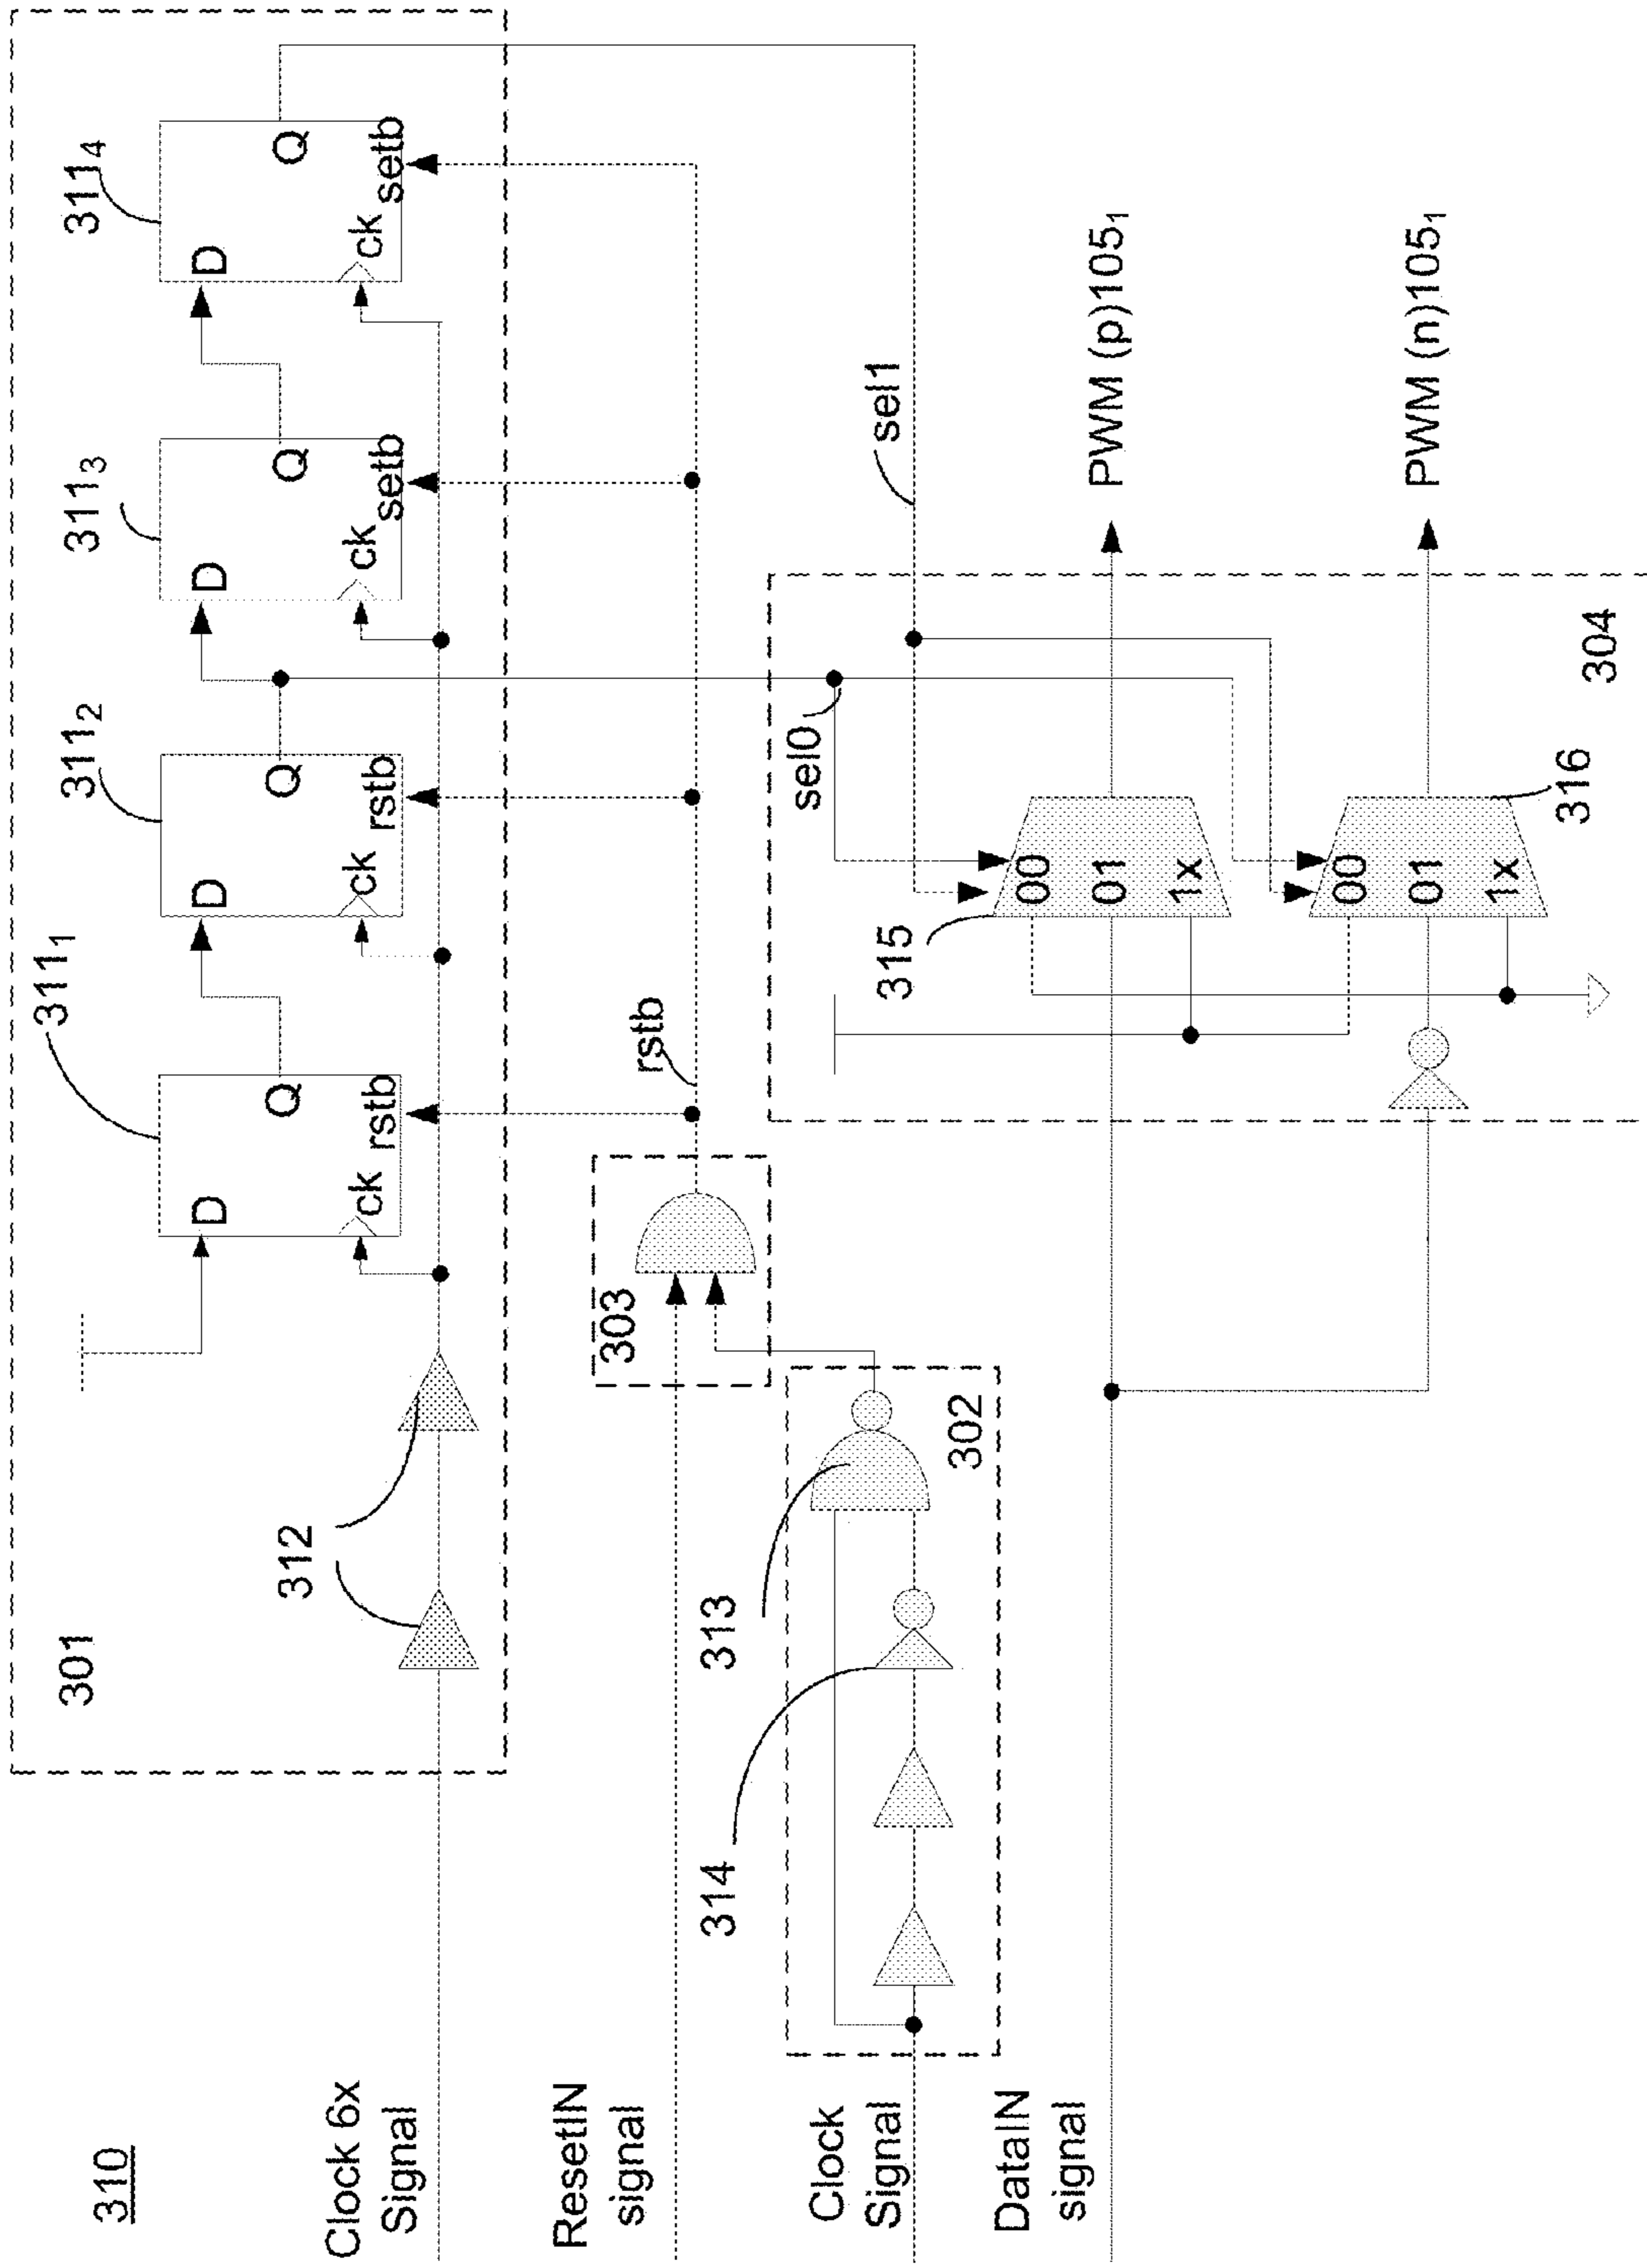 310
301
311₁
311₂
311₃
311₄
D
Q
ck
rstb
D
Q
ck
rstb
D
Q
ck
setb
D
Q
ck
setb
312
Clock 6x
Signal
ResetIN
signal
303
rstb
sel1
sel0
Clock
Signal
314
313
302
DataIN
signal
315
00
01
1x
PWM (p)105₁
00
01
1x
316
PWM (n)105₁
304